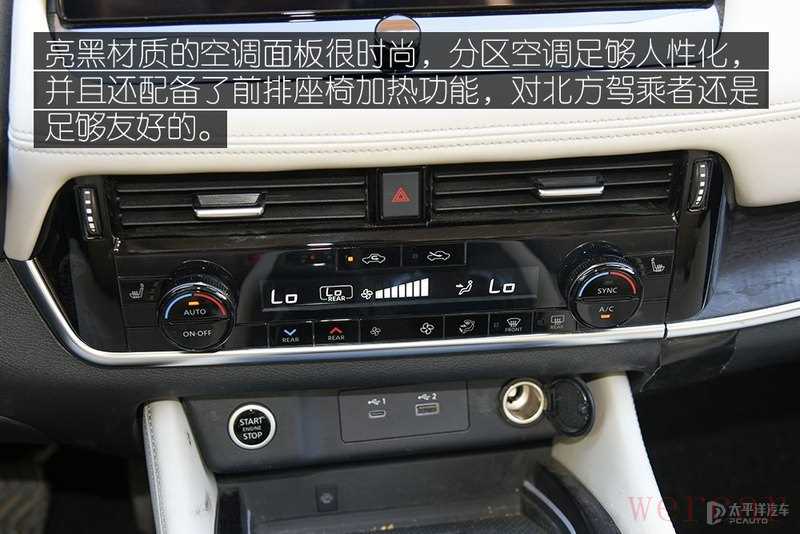 亮黑材质的空调面板很时尚，分区空调足够人性化，
并且还配备了前排座椅加热功能，对北方驾乘者还是
足够友好的。
Lo
Lo
REAR
Lo
AUTO
ON·OFF
SYNC
A/C
REAR
REAR
FRONT
REAR
START
ENGINE
STOP
1
2
太平洋汽车
PCAUTO